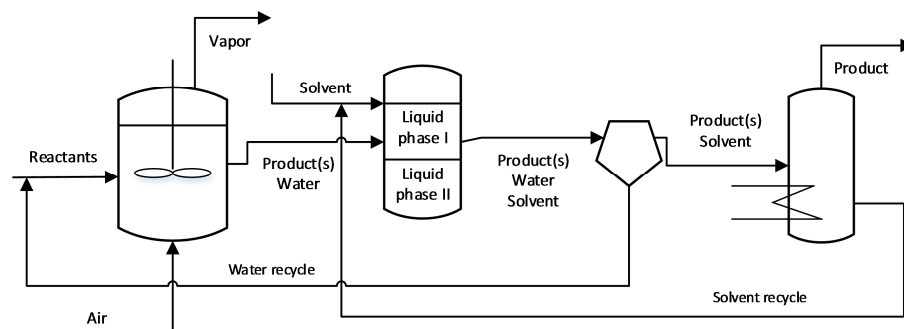 Vapor
Solvent
Product
Liquid
phase I
Product(s)
Solvent
Reactants
Product(s)
Water
Product(s)
Water
Solvent
Liquid
phase II
Water recycle
Solvent recycle
Air